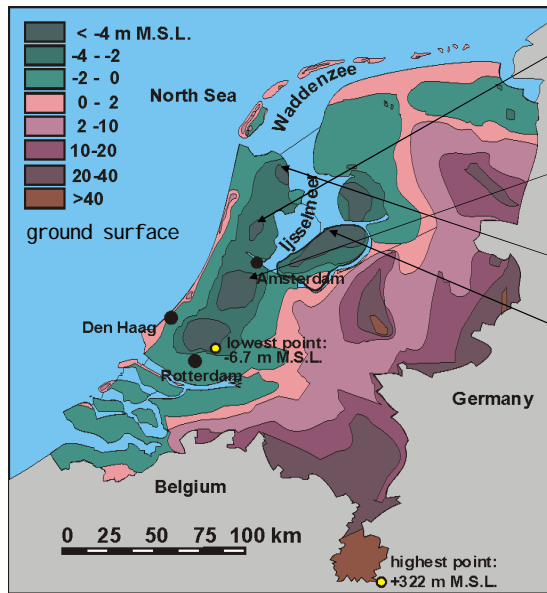 < -4 m M.S.L.
-4 - -2
-2 - 0
0 - 2
2 -10
10-20
20-40
>40
ground surface
North Sea
Waddenzee
Ijsselmeer
Amsterdam
Den Haag
lowest point:
-6.7 m M.S.L.
Rotterdam
Germany
Belgium
0 25 50 75 100 km
highest point:
+322 m M.S.L.